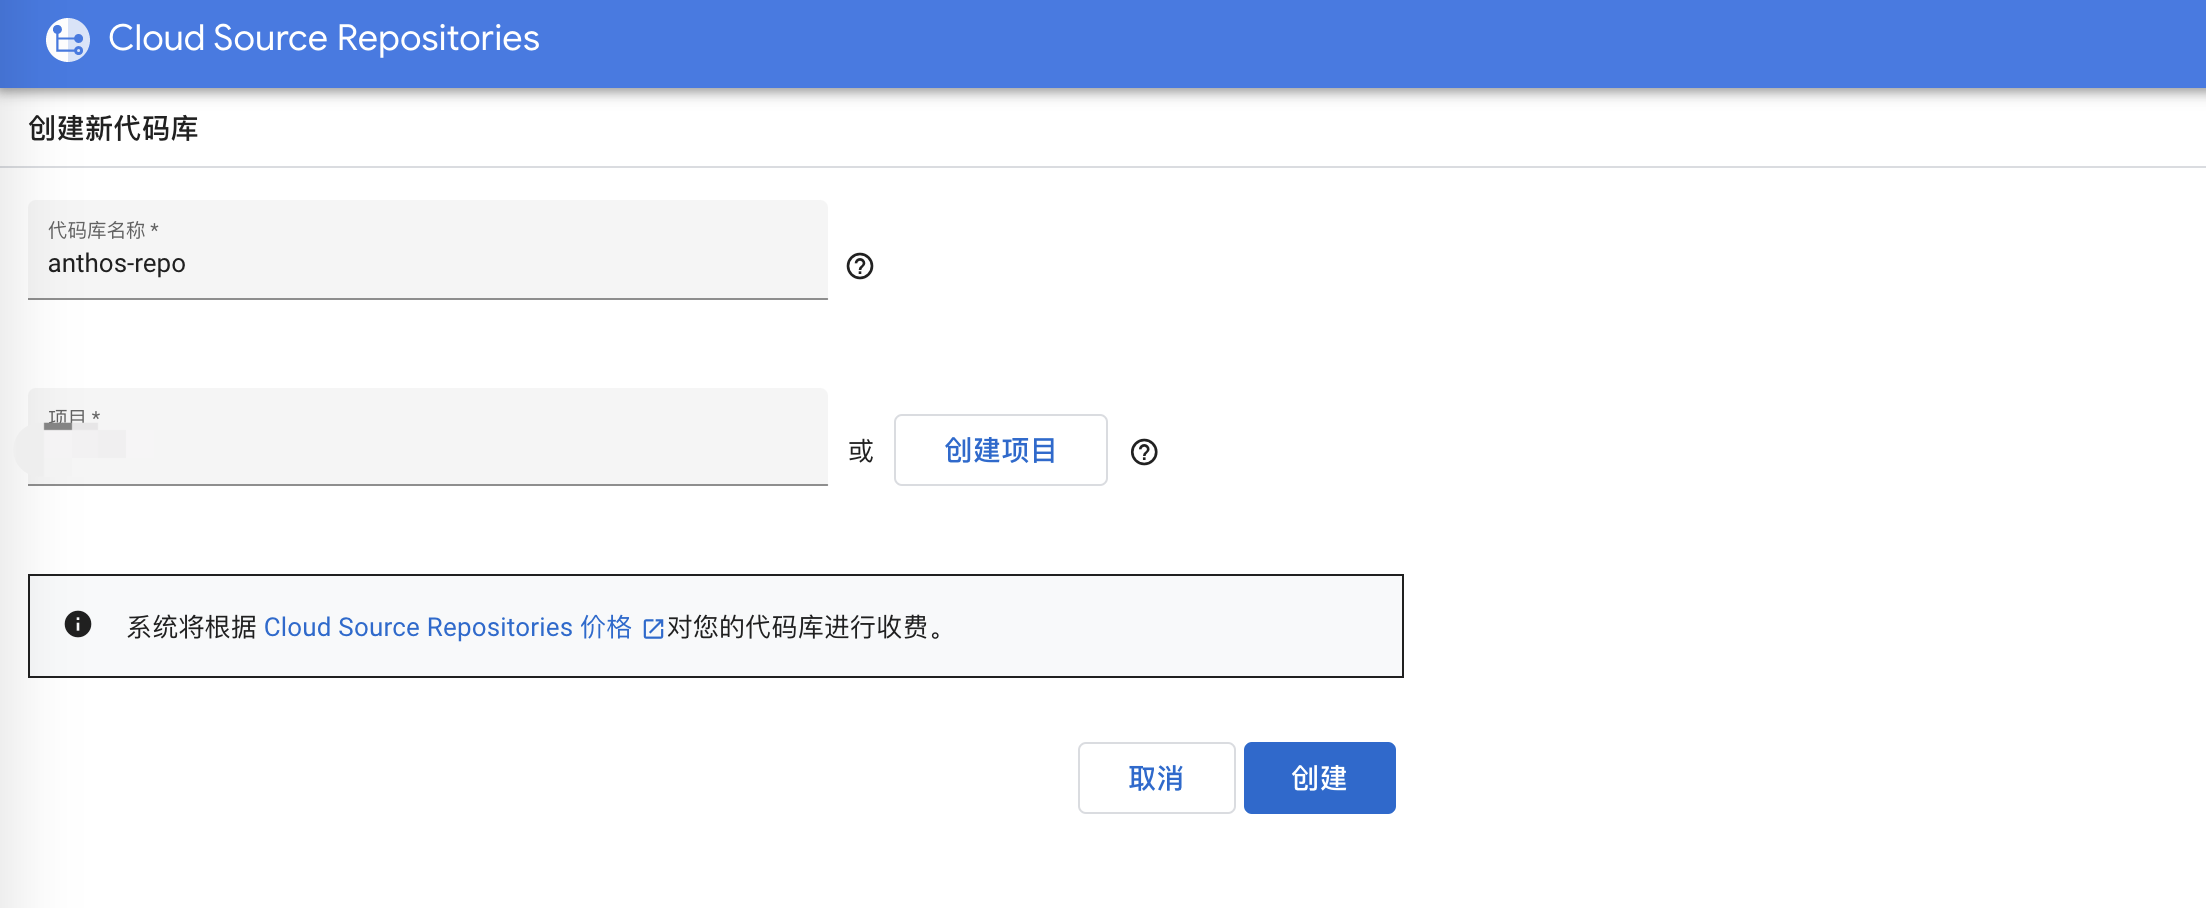 Cloud Source Repositories
创建新代码库
代码库名称 *
anthos-repo
项目 *
或
创建项目
系统将根据 Cloud Source Repositories 价格 对您的代码库进行收费。
取消
创建